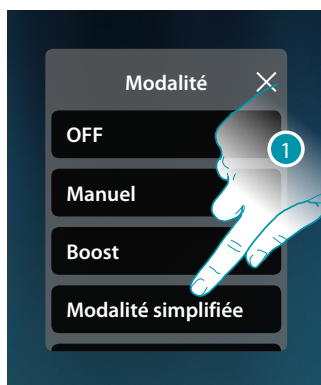 Modalité
OFF
1
Manuel
Boost
Modalité simplifiée